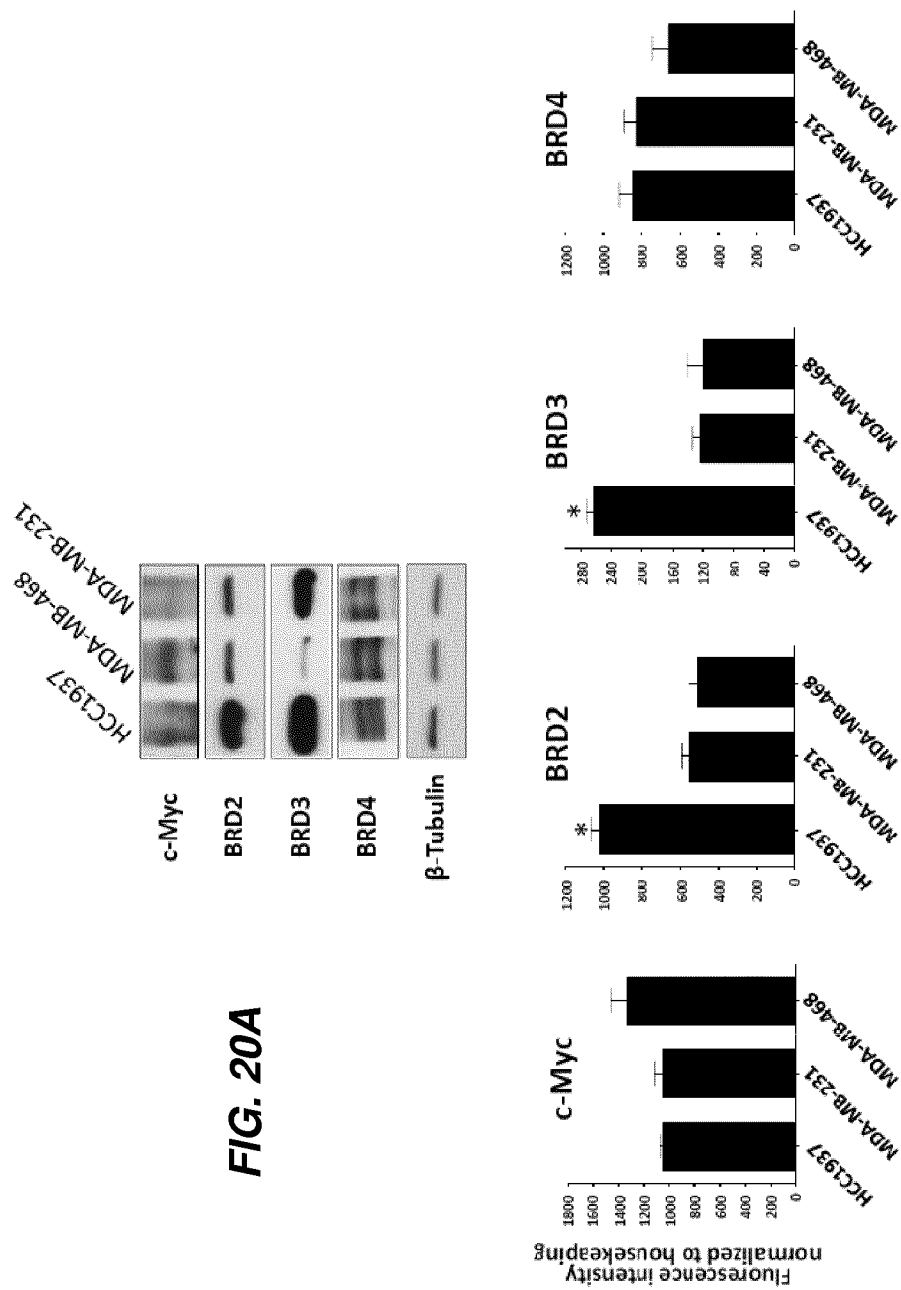 FIG. 20A
HCC1937
MDA-MB-468
MDA-MB-231
c-Myc
BRD2
BRD3
BRD4
β-Tubulin
Fluorescence intensity
normalized to housekeaping
c-Myc
1800
1600
1400
1200
1000
800
600
400
200
0
HCC1937
MDA-MB-231
MDA-MB-468
BRD2
1200
1000
800
600
400
200
0
*
HCC1937
MDA-MB-231
MDA-MB-468
BRD3
280
240
200
160
120
80
40
0
*
HCC1937
MDA-MB-231
MDA-MB-468
BRD4
1200
1000
800
600
400
200
0
HCC1937
MDA-MB-231
MDA-MB-468